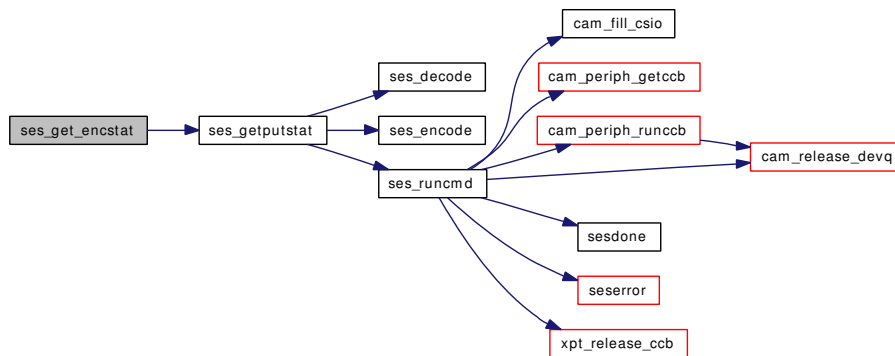 ses_get_encstat
ses_getputstat
ses_decode
ses_encode
ses_runcmd
cam_fill_csio
cam_periph_getccb
cam_periph_runccb
cam_release_devq
sesdone
seserror
xpt_release_ccb